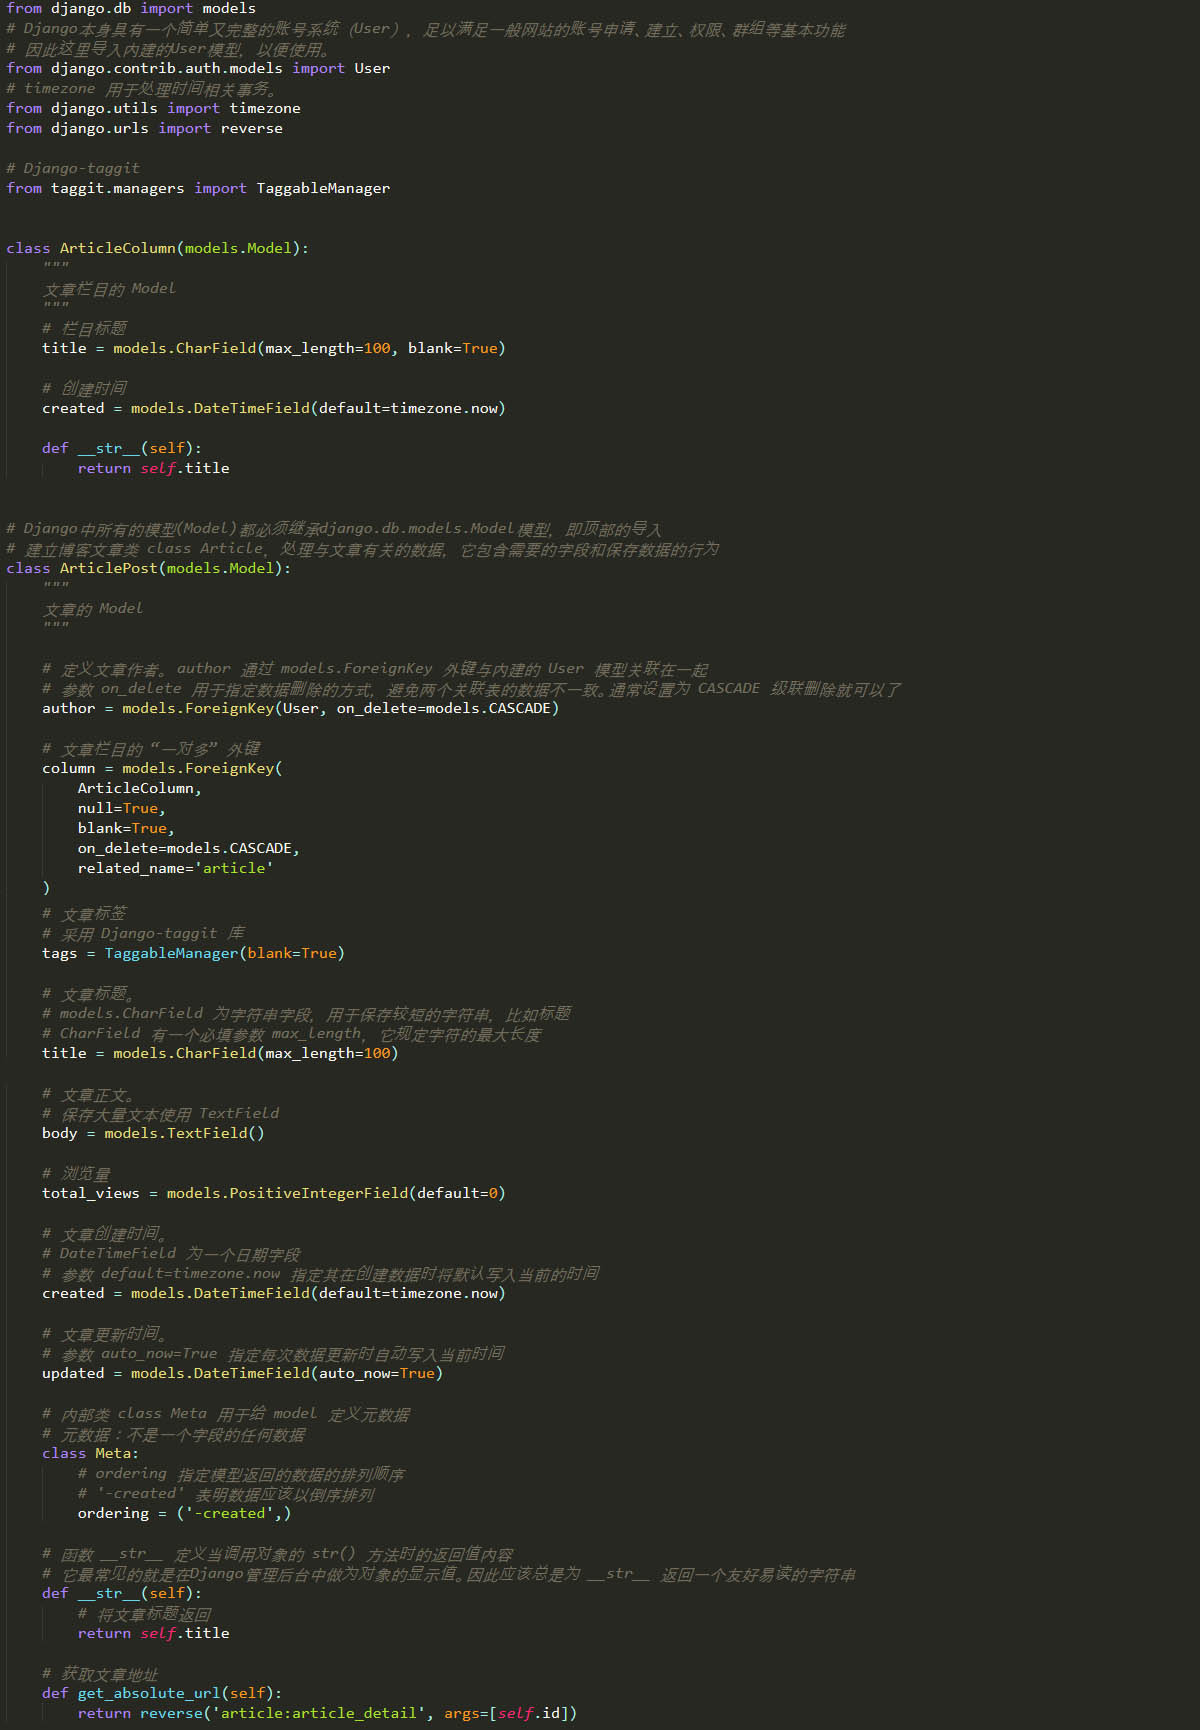 from django.db import models
# Django本身具有一个简单又完整的账号系统（User），足以满足一般网站的账号申请、建立、权限、群组等基本功能
# 因此这里导入内建的User模型，以便使用。
from django.contrib.auth.models import User
# timezone 用于处理时间相关事务。
from django.utils import timezone
from django.urls import reverse
# Django-taggit
from taggit.managers import TaggableManager
class ArticleColumn(models.Model):
"""
文章栏目的 Model
"""
# 栏目标题
title = models.CharField(max_length=100, blank=True)
# 创建时间
created = models.DateTimeField(default=timezone.now)
def __str__(self):
return self.title
# Django中所有的模型(Model)都必须继承django.db.models.Model模型，即顶部的导入
# 建立博客文章类 class Article，处理与文章有关的数据，它包含需要的字段和保存数据的行为
class ArticlePost(models.Model):
"""
文章的 Model
"""
# 定义文章作者。 author 通过 models.ForeignKey 外键与内建的 User 模型关联在一起
# 参数 on_delete 用于指定数据删除的方式，避免两个关联表的数据不一致。通常设置为 CASCADE 级联删除就可以了
author = models.ForeignKey(User, on_delete=models.CASCADE)
# 文章栏目的 “一对多” 外键
column = models.ForeignKey(
ArticleColumn,
null=True,
blank=True,
on_delete=models.CASCADE,
related_name='article'
)
# 文章标签
# 采用 Django-taggit 库
tags = TaggableManager(blank=True)
# 文章标题。
# models.CharField 为字符串字段，用于保存较短的字符串，比如标题
# CharField 有一个必填参数 max_length，它规定字符的最大长度
title = models.CharField(max_length=100)
# 文章正文。
# 保存大量文本使用 TextField
body = models.TextField()
# 浏览量
total_views = models.PositiveIntegerField(default=0)
# 文章创建时间。
# DateTimeField 为一个日期字段
# 参数 default=timezone.now 指定其在创建数据时将默认写入当前的时间
created = models.DateTimeField(default=timezone.now)
# 文章更新时间。
# 参数 auto_now=True 指定每次数据更新时自动写入当前时间
updated = models.DateTimeField(auto_now=True)
# 内部类 class Meta 用于给 model 定义元数据
# 元数据：不是一个字段的任何数据
class Meta:
# ordering 指定模型返回的数据的排列顺序
# '-created' 表明数据应该以倒序排列
ordering = ('-created',)
# 函数 __str__ 定义当调用对象的 str() 方法时的返回值内容
# 它最常见的就是在Django管理后台中做为对象的显示值。因此应该总是为 __str__ 返回一个友好易读的字符串
def __str__(self):
# 将文章标题返回
return self.title
# 获取文章地址
def get_absolute_url(self):
return reverse('article:article_detail', args=[self.id])